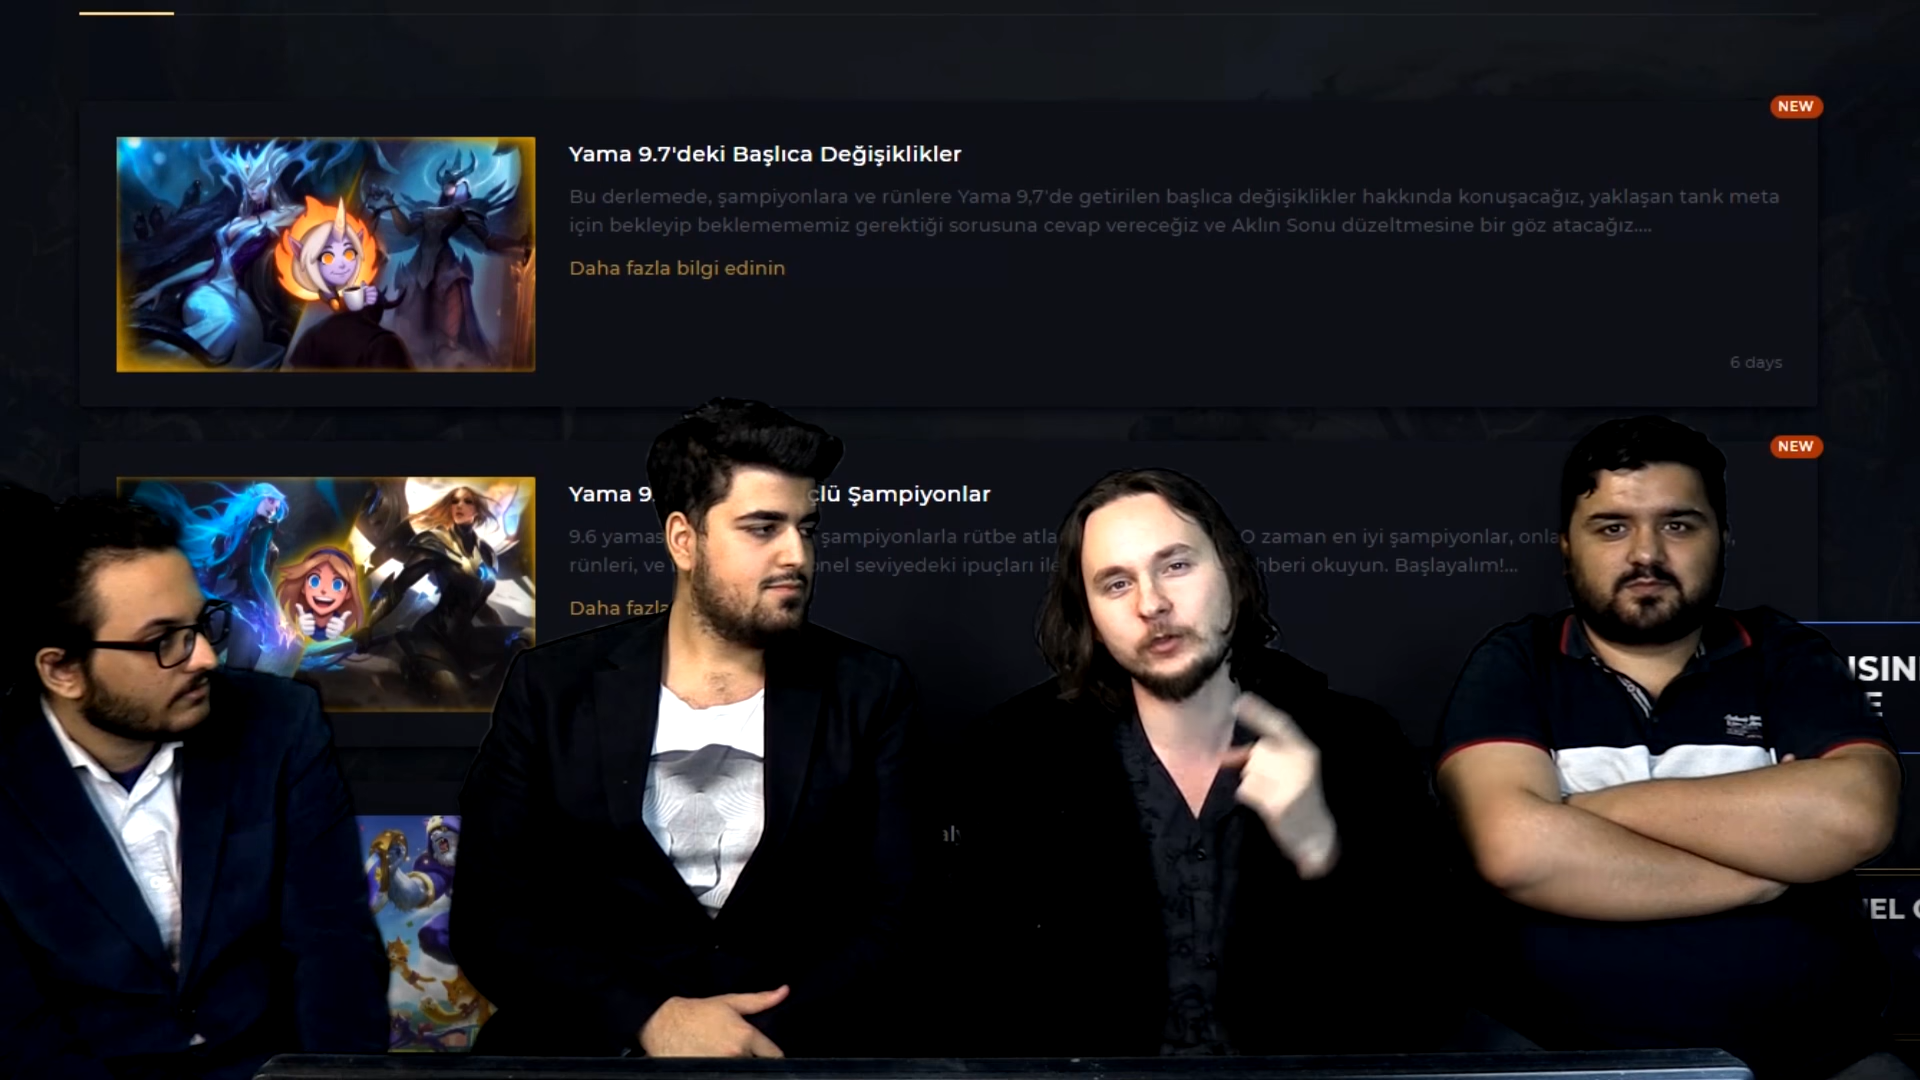 NEW
Yama 9.7'deki Başlıca Değişiklikler
Bu derlemede, şampiyonlara ve rünlere Yama 9,7'de getirilen başlıca değişiklikler hakkında konuşacağız, yaklaşan tank meta
için bekleyip beklemememiz gerektiği sorusuna cevap vereceğiz ve Aklın Sonu düzeltmesine bir göz atacağız....
Daha fazla bilgi edinin
6 days
NEW
Yama 9. clü Şampiyonlar
9.6 yamas şampiyonlarla rütbe atla O zaman en iyi şampiyonlar, onla
rünleri, ve onel seviyedeki ipuçları ile hberi okuyun. Başlayalım!...
Daha fazla